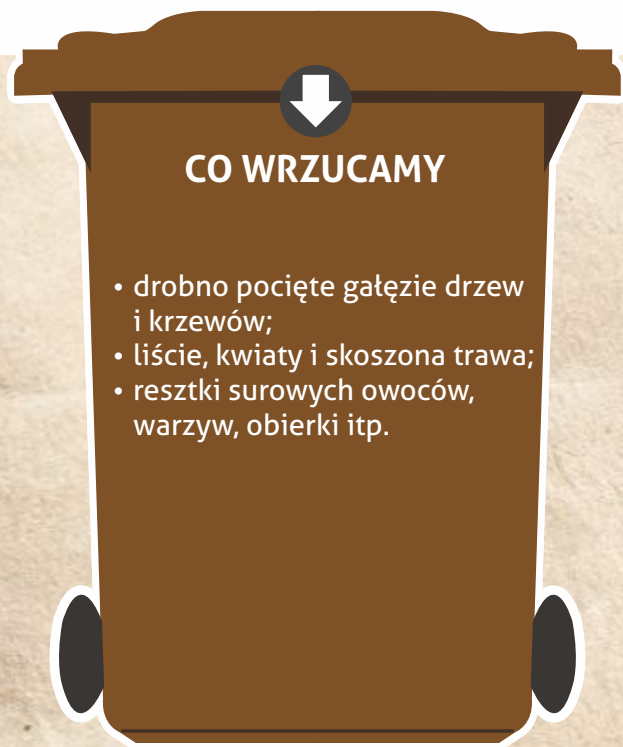 CO WRZUCAMY
• drobno pocięte gałęzie drzew
i krzewów;
• liście, kwiaty i skoszona trawa;
• resztki surowych owoców,
warzyw, obierki itp.